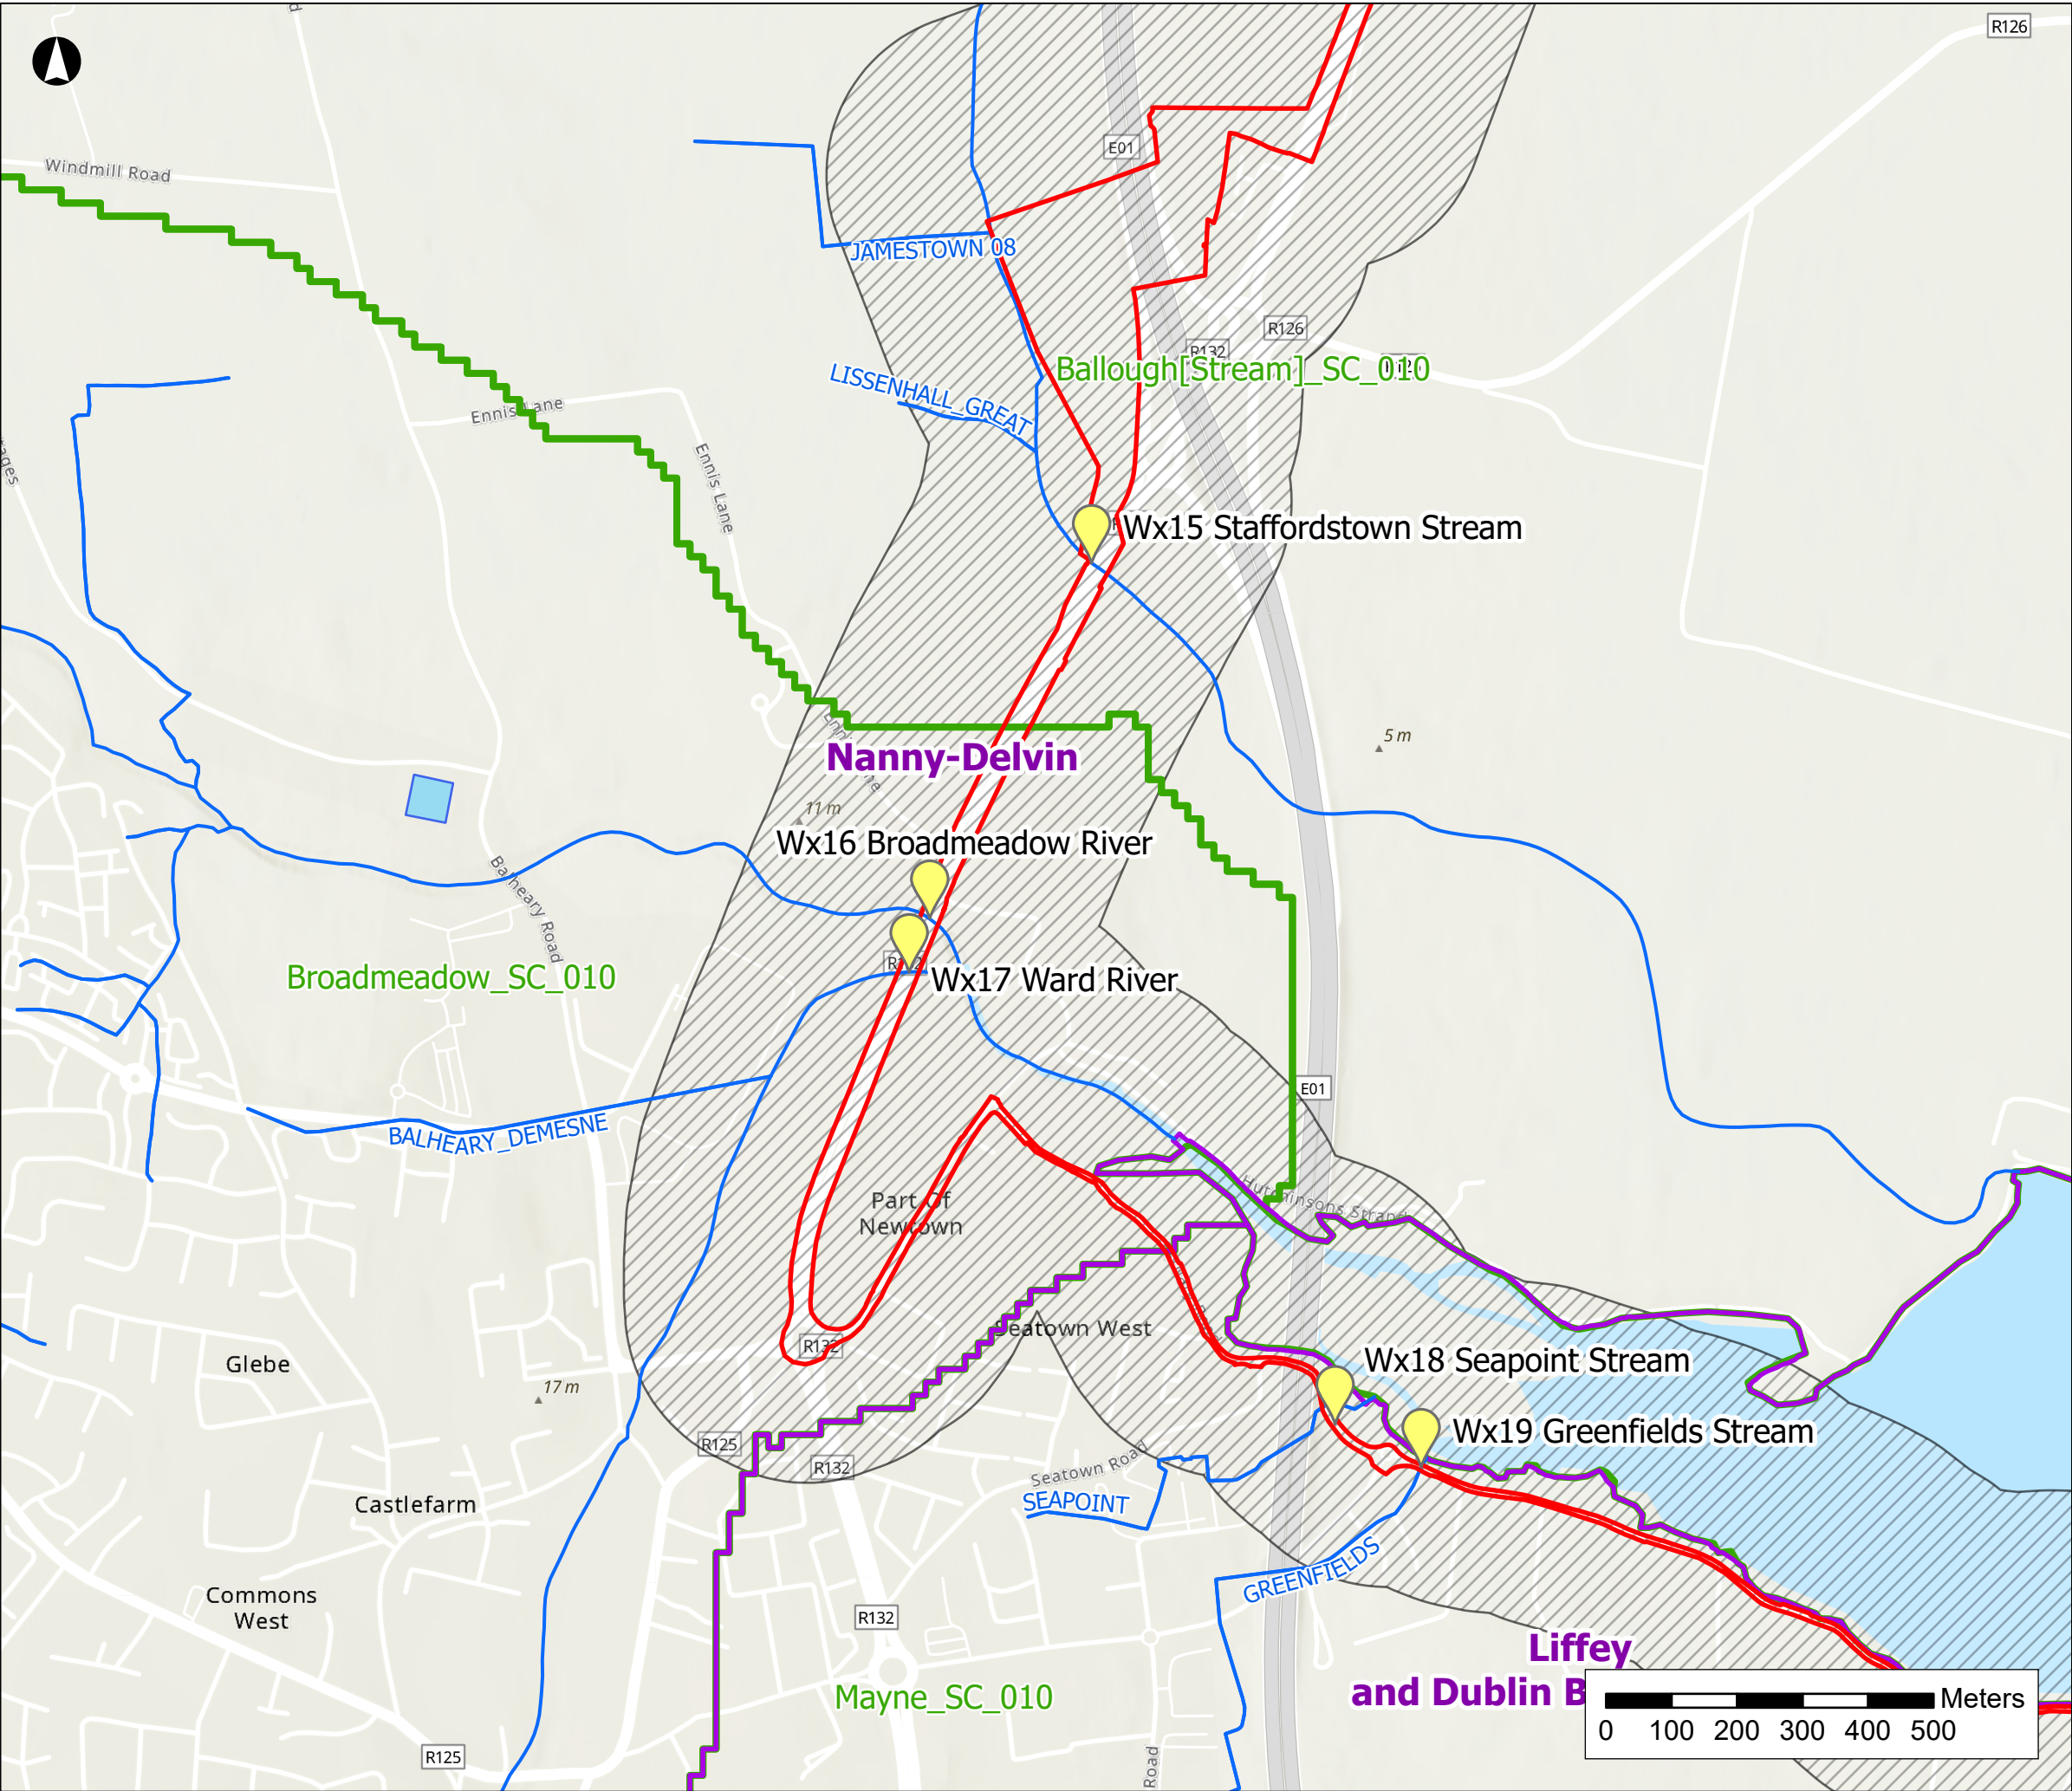 R126
Windmill Road
E01
JAMESTOWN 08
R126
R132
Ballough[Stream]_SC_010
LISSENHALL_GREAT
Ennis Lane
Ennis Lane
Wx15 Staffordstown Stream
5 m
Nanny-Delvin
11 m
Wx16 Broadmeadow River
Balheary Road
Broadmeadow_SC_010
Wx17 Ward River
E01
BALHEARY_DEMESNE
Hutchinsons Strand
Part Of
Newtown
Seatown West
R132
Glebe
Wx18 Seapoint Stream
17 m
Wx19 Greenfields Stream
R125
R132
Seatown Road
SEAPOINT
Castlefarm
GREENFIELDS
Commons
West
R132
Liffey
and Dublin B
Mayne_SC_010
Meters
0 100 200 300 400 500
R125
Road